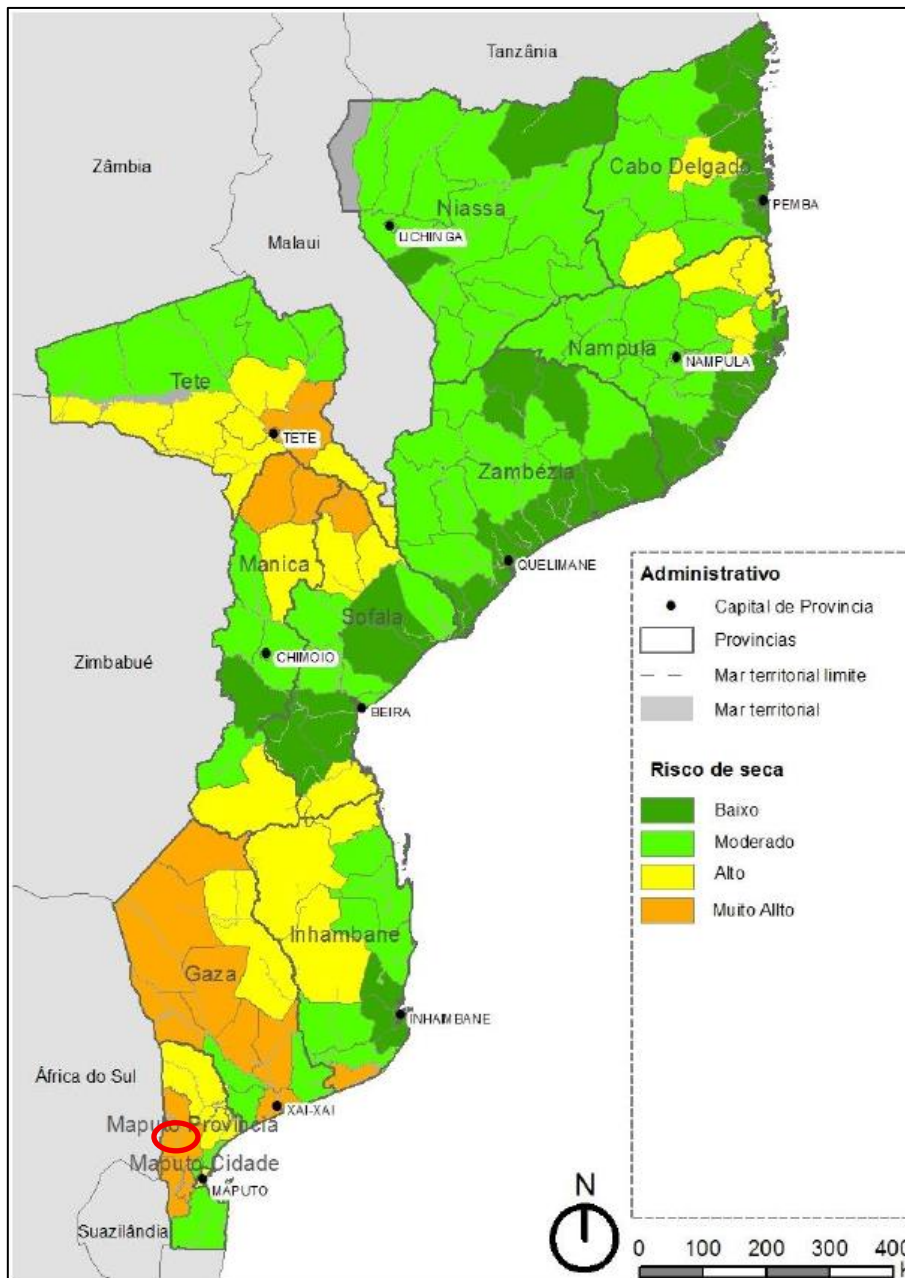 Tanzânia
Zâmbia
Cabo Delgado
Niassa
PEMBA
LICHINGA
Malaui
Nampula
NAMPULA
Tete
TETE
Zambézia
Manica
QUELIMANE
Sofala
Zimbabué
CHIMOIO
BEIRA
Inhambane
Gaza
INHAMBANE
África do Sul
XAI-XAI
Maputo Província
Maputo Cidade
MAPUTO
Suazilândia
Administrativo
Capital de Provincia
Provincias
Mar territorial limite
Mar territorial
Risco de seca
Baixo
Moderado
Alto
Muito Allto
N
0 100 200 300 400